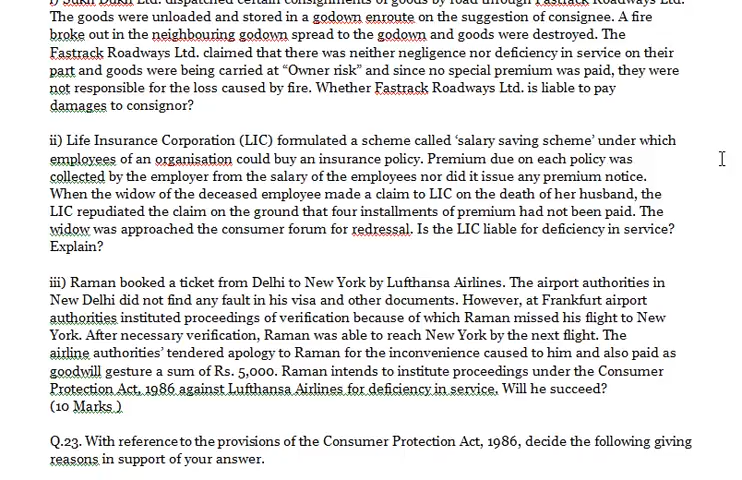 i) Sukh Dukh Ltd. dispatched certain consignments of goods by road through Fastrack Roadways Ltd.
The goods were unloaded and stored in a godown enroute on the suggestion of consignee. A fire
broke out in the neighbouring godown spread to the godown and goods were destroyed. The
Fastrack Roadways Ltd. claimed that there was neither negligence nor deficiency in service on their
part and goods were being carried at “Owner risk” and since no special premium was paid, they were
not responsible for the loss caused by fire. Whether Fastrack Roadways Ltd. is liable to pay
damages to consignor?
ii) Life Insurance Corporation (LIC) formulated a scheme called ‘salary saving scheme’ under which
employees of an organisation could buy an insurance policy. Premium due on each policy was
collected by the employer from the salary of the employees nor did it issue any premium notice.
When the widow of the deceased employee made a claim to LIC on the death of her husband, the
LIC repudiated the claim on the ground that four installments of premium had not been paid. The
widow was approached the consumer forum for redressal. Is the LIC liable for deficiency in service?
Explain?
iii) Raman booked a ticket from Delhi to New York by Lufthansa Airlines. The airport authorities in
New Delhi did not find any fault in his visa and other documents. However, at Frankfurt airport
authorities instituted proceedings of verification because of which Raman missed his flight to New
York. After necessary verification, Raman was able to reach New York by the next flight. The
airline authorities’ tendered apology to Raman for the inconvenience caused to him and also paid as
goodwill gesture a sum of Rs. 5,000. Raman intends to institute proceedings under the Consumer
Protection Act, 1986 against Lufthansa Airlines for deficiency in service. Will he succeed?
(10 Marks )
Q.23. With reference to the provisions of the Consumer Protection Act, 1986, decide the following giving
reasons in support of your answer.